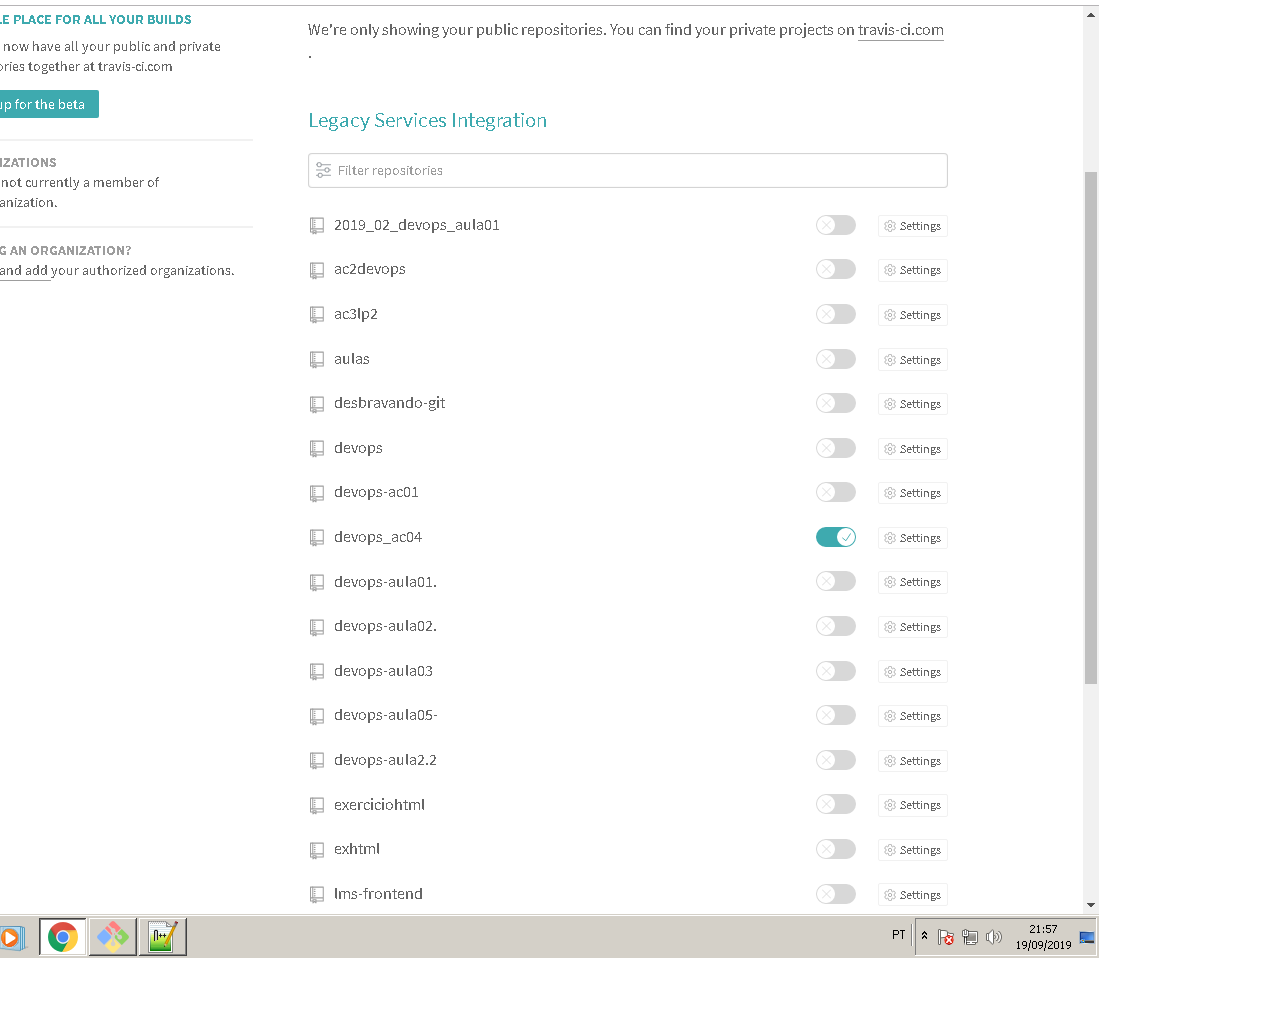 LE PLACE FOR ALL YOUR BUILDS
now have all your public and private
ories together at travis-ci.com
up for the beta
IZATIONS
not currently a member of
anization.
G AN ORGANIZATION?
and add your authorized organizations.
We're only showing your public repositories. You can find your private projects on travis-ci.com
.
Legacy Services Integration
Filter repositories
2019_02_devops_aula01 Settings
ac2devops Settings
ac3lp2 Settings
aulas Settings
desbravando-git Settings
devops Settings
devops-ac01 Settings
devops_ac04 Settings
devops-aula01. Settings
devops-aula02. Settings
devops-aula03 Settings
devops-aula05- Settings
devops-aula2.2 Settings
exerciciohtml Settings
exhtml Settings
lms-frontend Settings
PT
21:57
19/09/2019